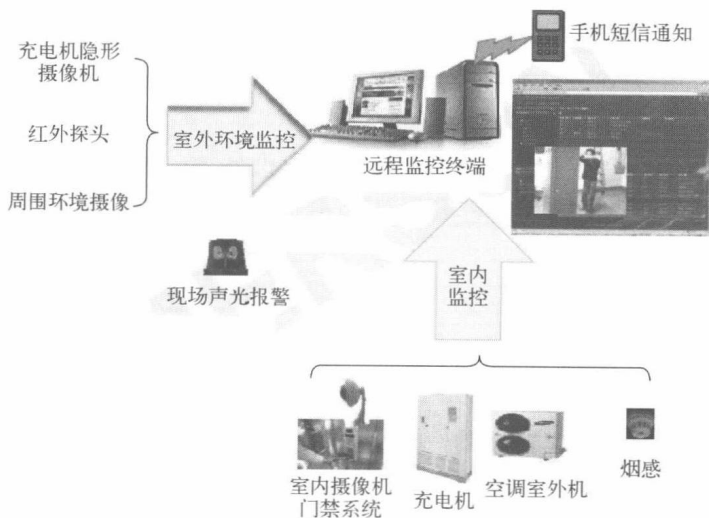 充电机隐形
摄像机
红外探头
周围环境摄像
室外环境监控
手机短信通知
远程监控终端
现场声光报警
室内
监控
室内摄像机
门禁系统
充电机
空调室外机
烟感